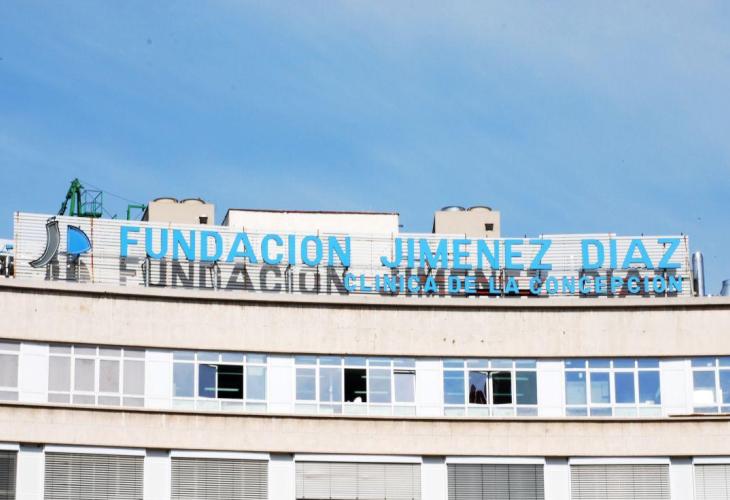 FUNDACION JIMENEZ DIAZ
CLINICA DE LA CONCEPCION